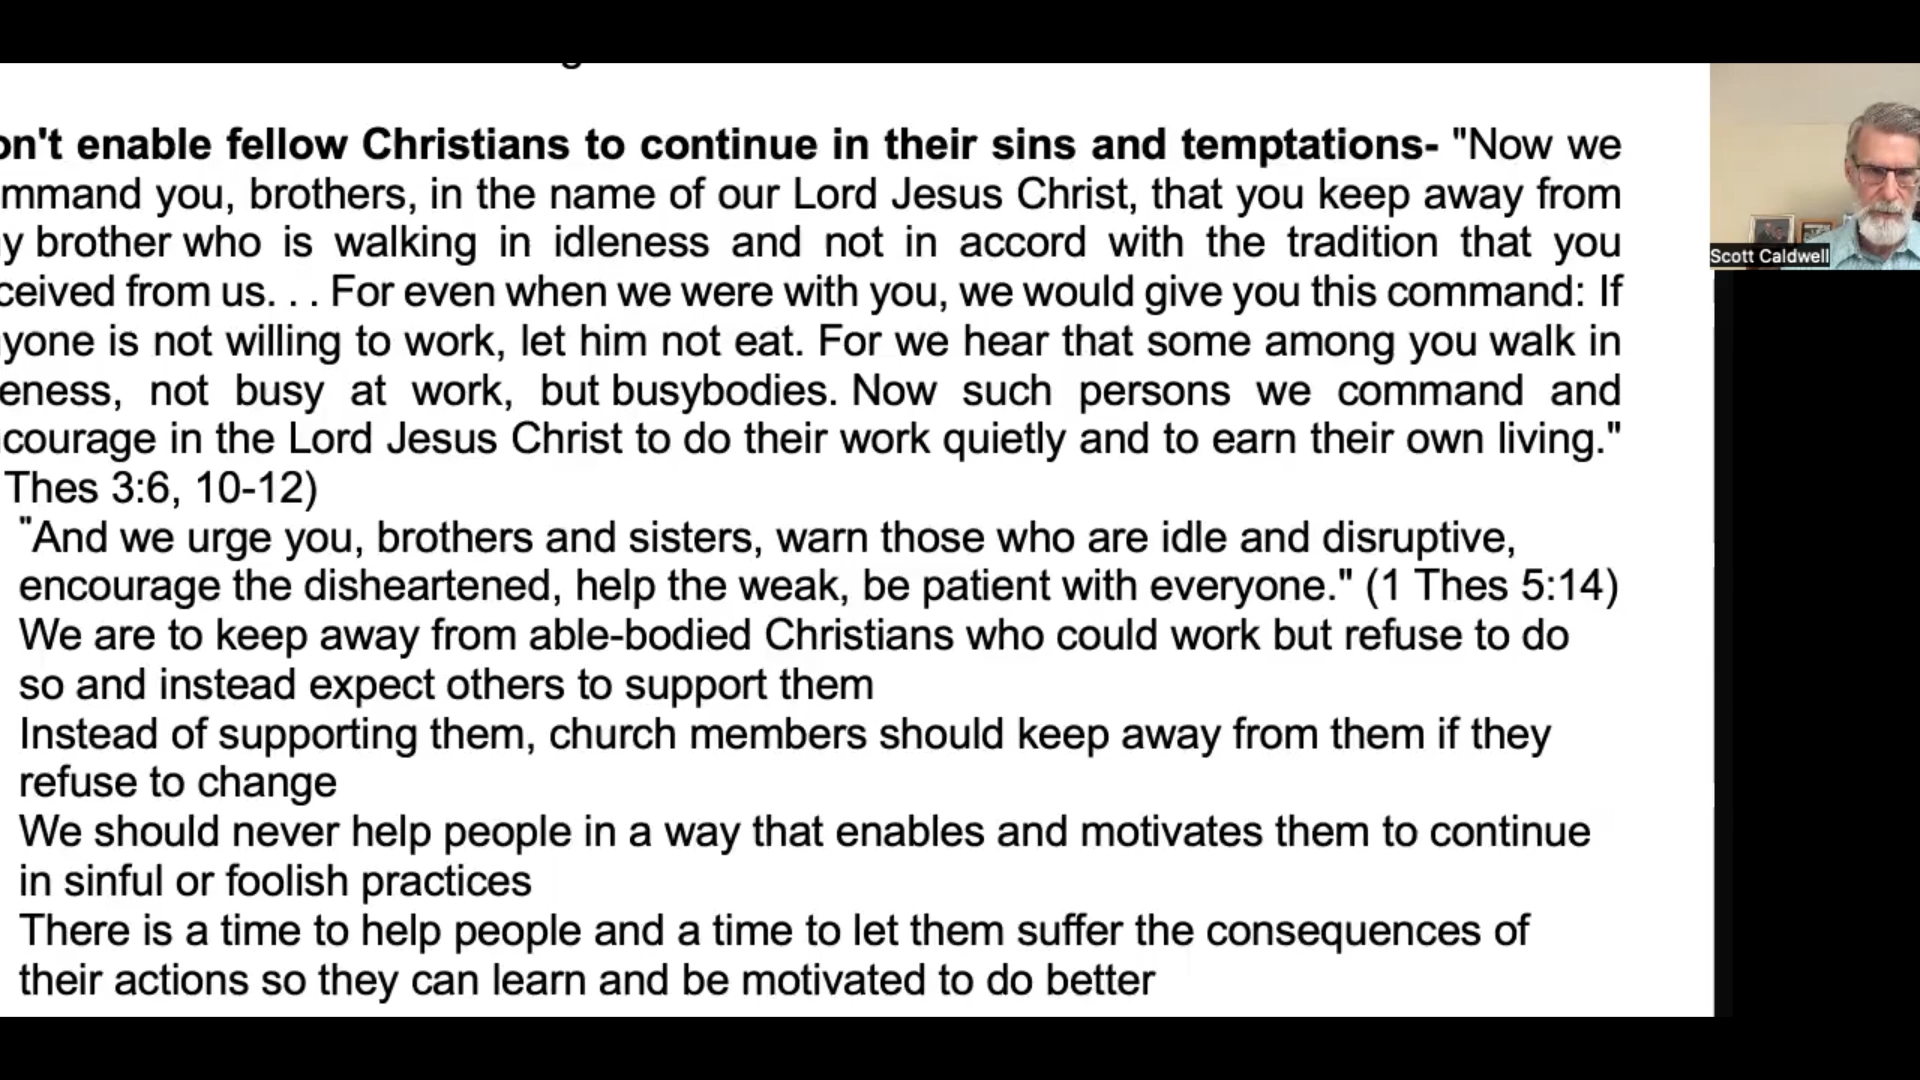 on't enable fellow Christians to continue in their sins and temptations- "Now we
mmand you, brothers, in the name of our Lord Jesus Christ, that you keep away from
y brother who is walking in idleness and not in accord with the tradition that you
ceived from us. . . For even when we were with you, we would give you this command: If
yone is not willing to work, let him not eat. For we hear that some among you walk in
eness, not busy at work, but busybodies. Now such persons we command and
courage in the Lord Jesus Christ to do their work quietly and to earn their own living."
Thes 3:6, 10-12)
"And we urge you, brothers and sisters, warn those who are idle and disruptive,
encourage the disheartened, help the weak, be patient with everyone." (1 Thes 5:14)
We are to keep away from able-bodied Christians who could work but refuse to do
so and instead expect others to support them
Instead of supporting them, church members should keep away from them if they
refuse to change
We should never help people in a way that enables and motivates them to continue
in sinful or foolish practices
There is a time to help people and a time to let them suffer the consequences of
their actions so they can learn and be motivated to do better
Scott Caldwell